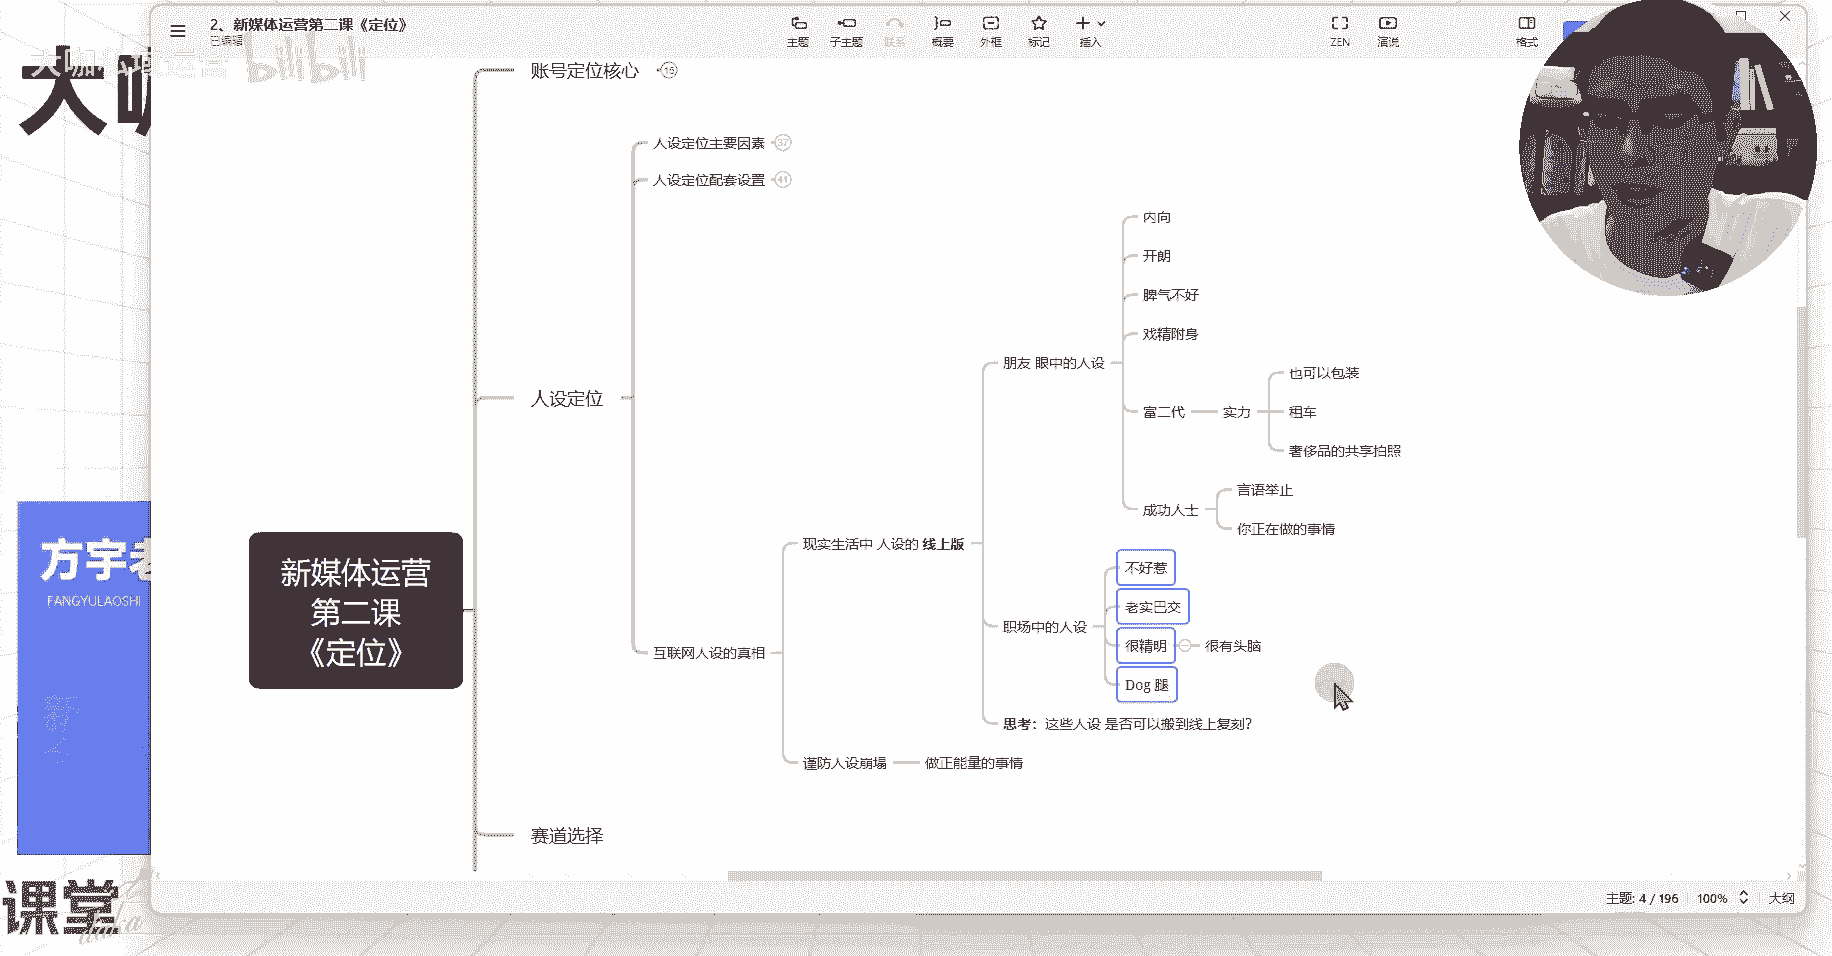 2、新媒体运营第二课《定位》
已编辑
主题
子主题
联系
概要
外框
标记
插入
ZEN
演说
格式
大咖私域运营
bilibili
大咖
账号定位核心
16
人设定位主要因素
37
人设定位配套设置
41
内向
开朗
脾气不好
戏精附身
朋友 眼中的人设
也可以包装
人设定位
富二代
实力
租车
奢侈品的共享拍照
言语举止
成功人士
你正在做的事情
现实生活中 人设的 线上版
方宇老
FANGYULAOSHI
新媒体运营
第二课
《定位》
不好惹
老实巴交
职场中的人设
很精明
很有头脑
互联网人设的真相
Dog 腿
思考：这些人设 是否可以搬到线上复刻?
谨防人设崩塌
做正能量的事情
赛道选择
课堂
主题: 4 / 196
100%
大纲